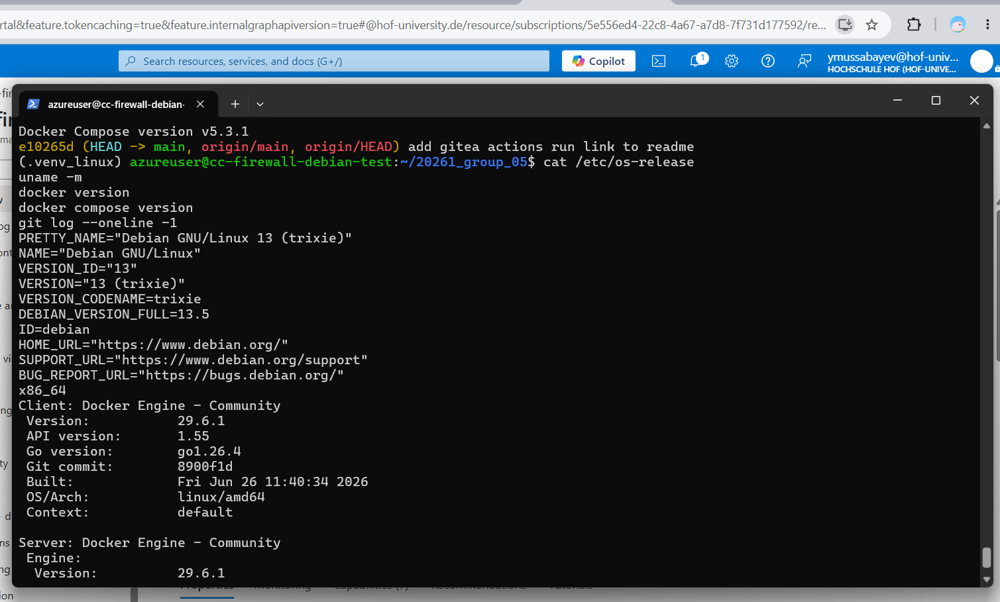 rtal&feature.tokencaching=true&feature.internalgraphapiversion=true#@hof-university.de/resource/subscriptions/5e556ed4-22c8-4a67-a7d8-7f731d177592/re...
Search resources, services, and docs (G+/)
Copilot
1
ymussabayev@hof-univ...
HOCHSCHULE HOF (HOF-UNIVE...
azureuser@cc-firewall-debian-
Docker Compose version v5.3.1
e10265d (HEAD -> main, origin/main, origin/HEAD) add gitea actions run link to readme
(.venv_linux) azureuser@cc-firewall-debian-test:~/20261_group_05$ cat /etc/os-release
uname -m
docker version
docker compose version
git log --oneline -1
PRETTY_NAME="Debian GNU/Linux 13 (trixie)"
NAME="Debian GNU/Linux"
VERSION_ID="13"
VERSION="13 (trixie)"
VERSION_CODENAME=trixie
DEBIAN_VERSION_FULL=13.5
ID=debian
HOME_URL="https://www.debian.org/"
SUPPORT_URL="https://www.debian.org/support"
BUG_REPORT_URL="https://bugs.debian.org/"
x86_64
Client: Docker Engine - Community
Version: 29.6.1
API version: 1.55
Go version: go1.26.4
Git commit: 8900f1d
Built: Fri Jun 26 11:40:34 2026
OS/Arch: linux/amd64
Context: default
Server: Docker Engine - Community
Engine:
Version: 29.6.1